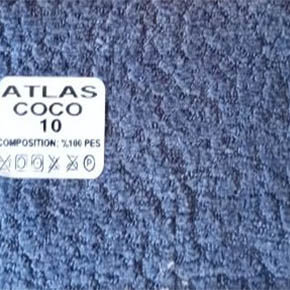 ATLAS
COCO
10
COMPOSITION: %100 PES